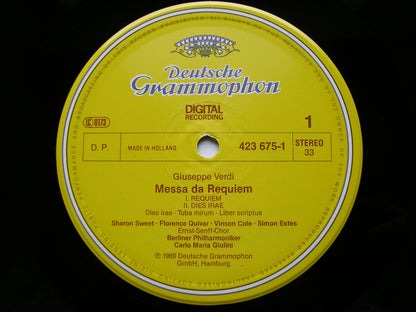 Deutsche
Grammophon
DIGITAL
RECORDING
LC 0173
1
D. P.
MADE IN HOLLAND
423 675-1
STEREO
33
Giuseppe Verdi
Messa da Requiem
I. REQUIEM
II. DIES IRAE
Dies irae · Tuba mirum · Liber scriptus
Sharon Sweet · Florence Quivar · Vinson Cole · Simon Estes
Ernst-Senff-Chor
Berliner Philharmoniker
Carlo Maria Giulini
℗ 1989 Deutsche Grammophon
GmbH, Hamburg